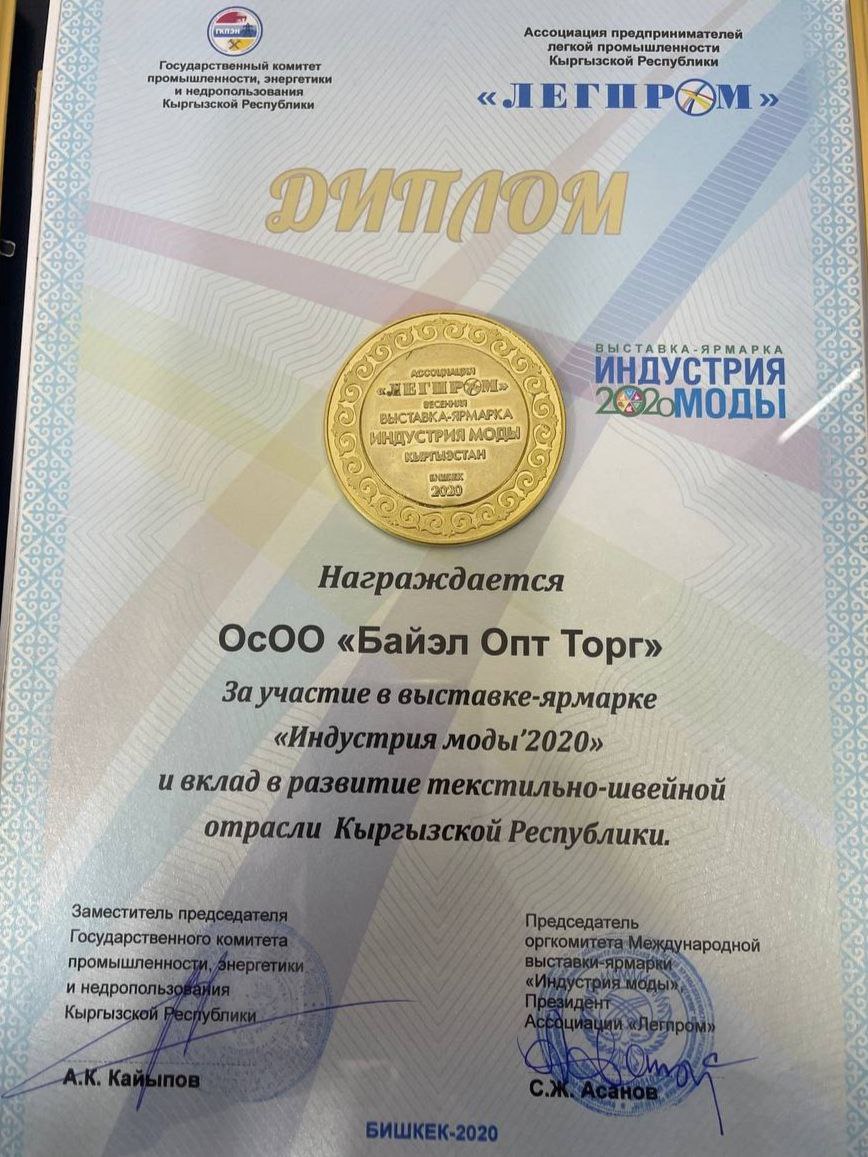 ГКПЭН
Государственный комитет
промышленности, энергетики
и недропользования
Кыргызской Республики
Ассоциация предпринимателей
легкой промышленности
Кыргызской Республики
«ЛЕГПРОМ»
ДИПЛОМ
ВЫСТАВКА-ЯРМАРКА
ИНДУСТРИЯ
2020 МОДЫ
АССОЦИАЦИЯ
«ЛЕГПРОМ»
ВЕСЕННЯЯ
ВЫСТАВКА-ЯРМАРКА
ИНДУСТРИЯ МОДЫ
КЫРГЫЗСТАН
БИШКЕК
2020
Награждается
ОсОО «Байэл Опт Торг»
За участие в выставке-ярмарке
«Индустрия моды’2020»
и вклад в развитие текстильно-швейной
отрасли Кыргызской Республики.
Заместитель председателя
Государственного комитета
промышленности, энергетики
и недропользования
Кыргызской Республики
А.К. Кайыпов
Председатель
оргкомитета Международной
выставки-ярмарки
«Индустрия моды»,
Президент
Ассоциации «Легпром»
С.Ж. Асанов
БИШКЕК-2020